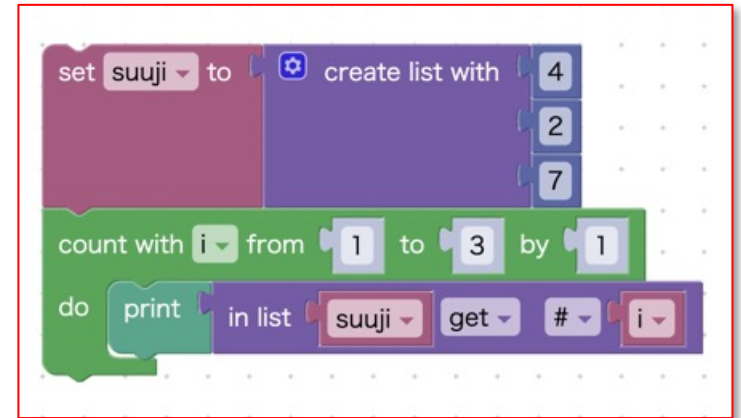 set suuji to create list with 4
2
7
count with i from 1 to 3 by 1
do print in list suuji get # i